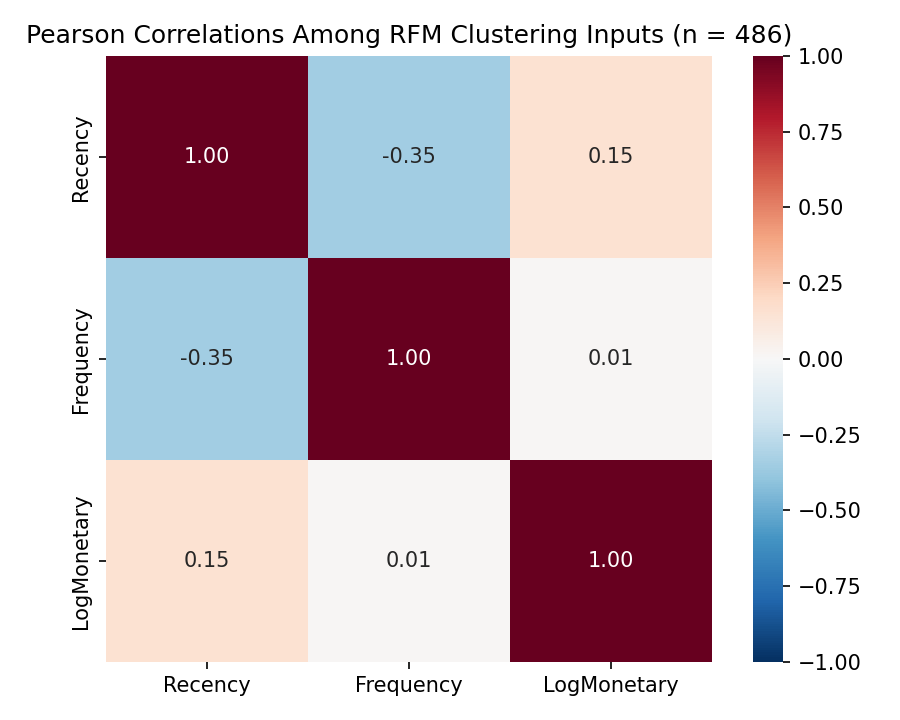 Pearson Correlations Among RFM Clustering Inputs (n = 486)
Recency
1.00
-0.35
0.15
Frequency
-0.35
1.00
0.01
LogMonetary
0.15
0.01
1.00
Recency
Frequency
LogMonetary
1.00
0.75
0.50
0.25
0.00
−0.25
−0.50
−0.75
−1.00